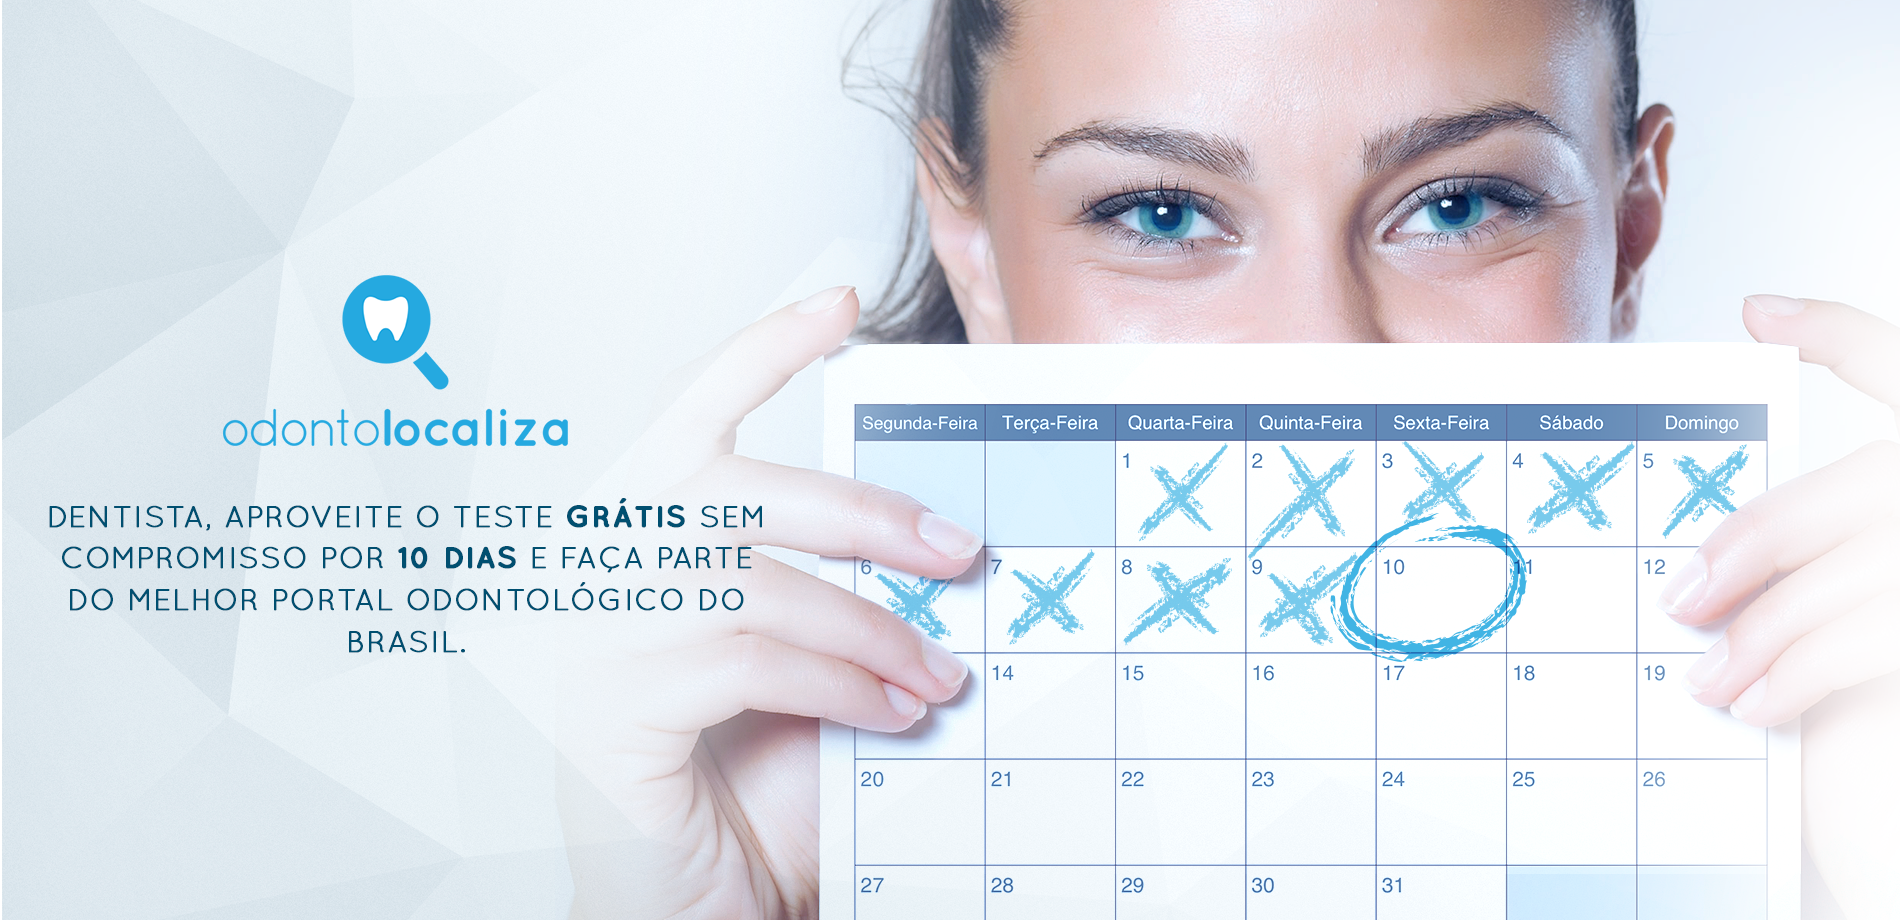 odontolocaliza
DENTISTA, APROVEITE O TESTE GRÁTIS SEM
COMPROMISSO POR 10 DIAS E FAÇA PARTE
DO MELHOR PORTAL ODONTOLÓGICO DO
BRASIL.
Segunda-Feira Terça-Feira Quarta-Feira Quinta-Feira Sexta-Feira Sábado Domingo
1 2 3 4 5
6 7 8 9 10 11 12
14 15 16 17 18 19
20 21 22 23 24 25 26
27 28 29 30 31